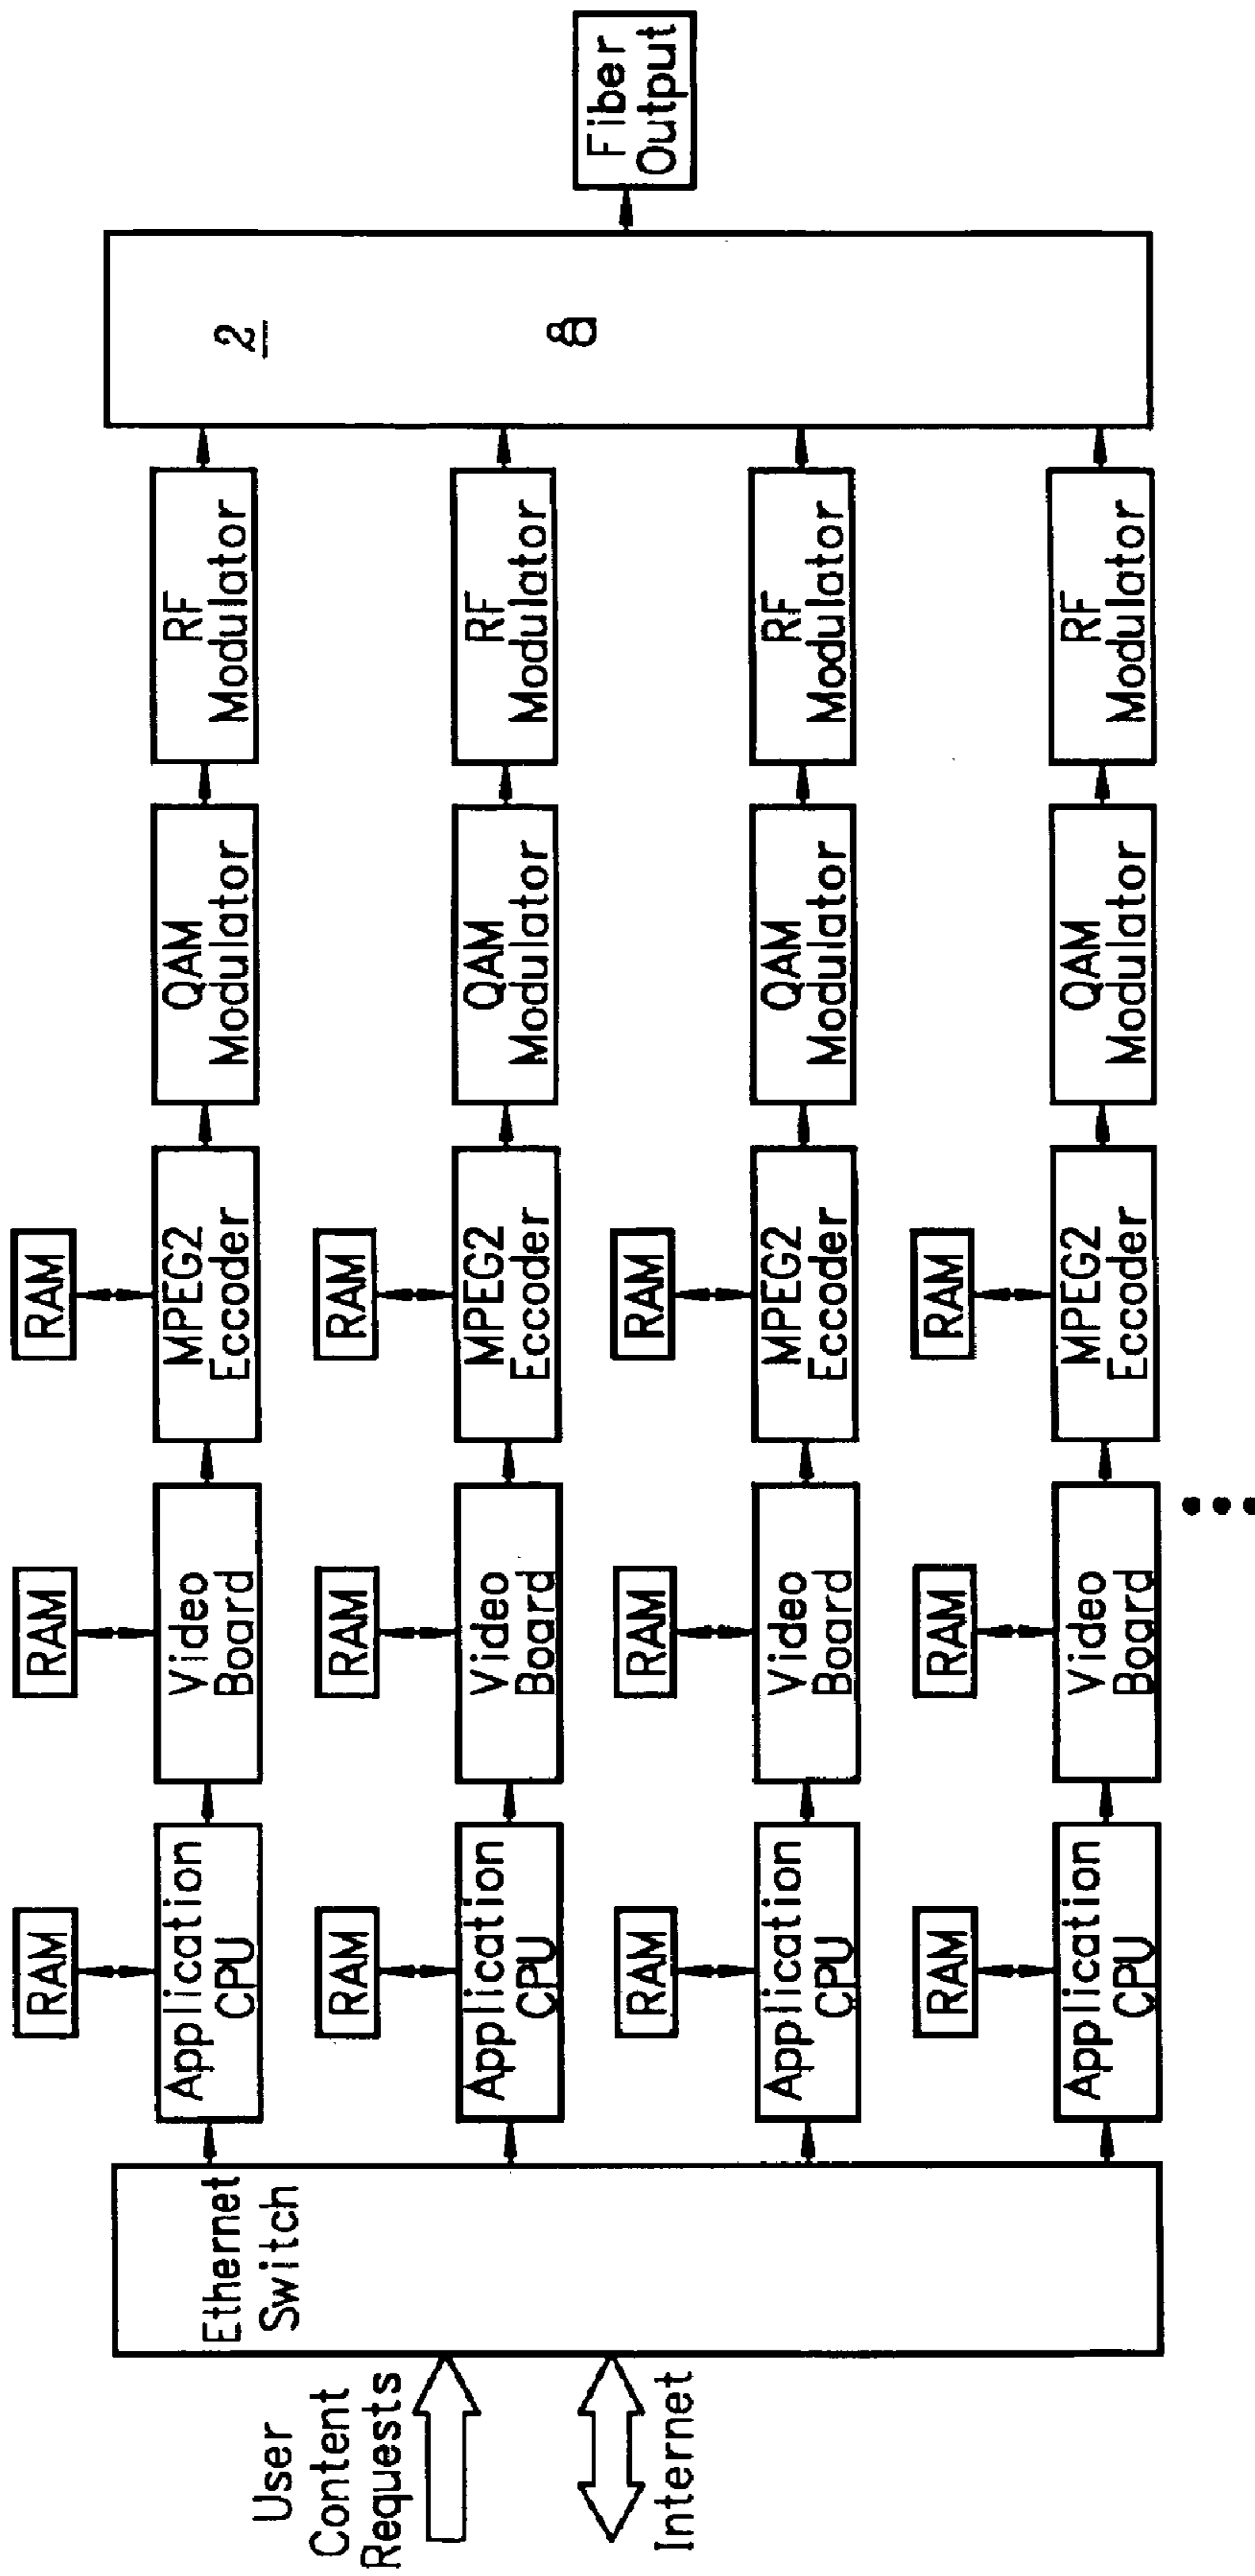 User
Content
Requests
Internet
Ethernet
Switch
RAM
RAM
RAM
Application
CPU
Video
Board
MPEG2
Eccoder
QAM
Modulator
RF
Modulator
RAM
RAM
RAM
Application
CPU
Video
Board
MPEG2
Eccoder
QAM
Modulator
RF
Modulator
RAM
RAM
RAM
Application
CPU
Video
Board
MPEG2
Eccoder
QAM
Modulator
RF
Modulator
RAM
RAM
RAM
Application
CPU
Video
Board
MPEG2
Eccoder
QAM
Modulator
RF
Modulator
...
2
Fiber
Output